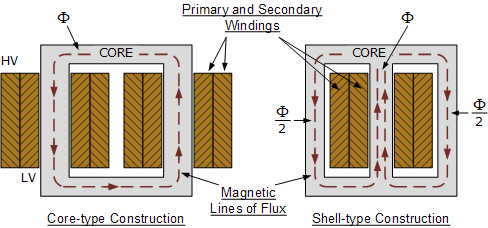 Φ
Primary and Secondary
Windings
Φ
CORE
CORE
HV
Φ
2
Φ
2
LV
Magnetic
Lines of Flux
Core-type Construction
Shell-type Construction